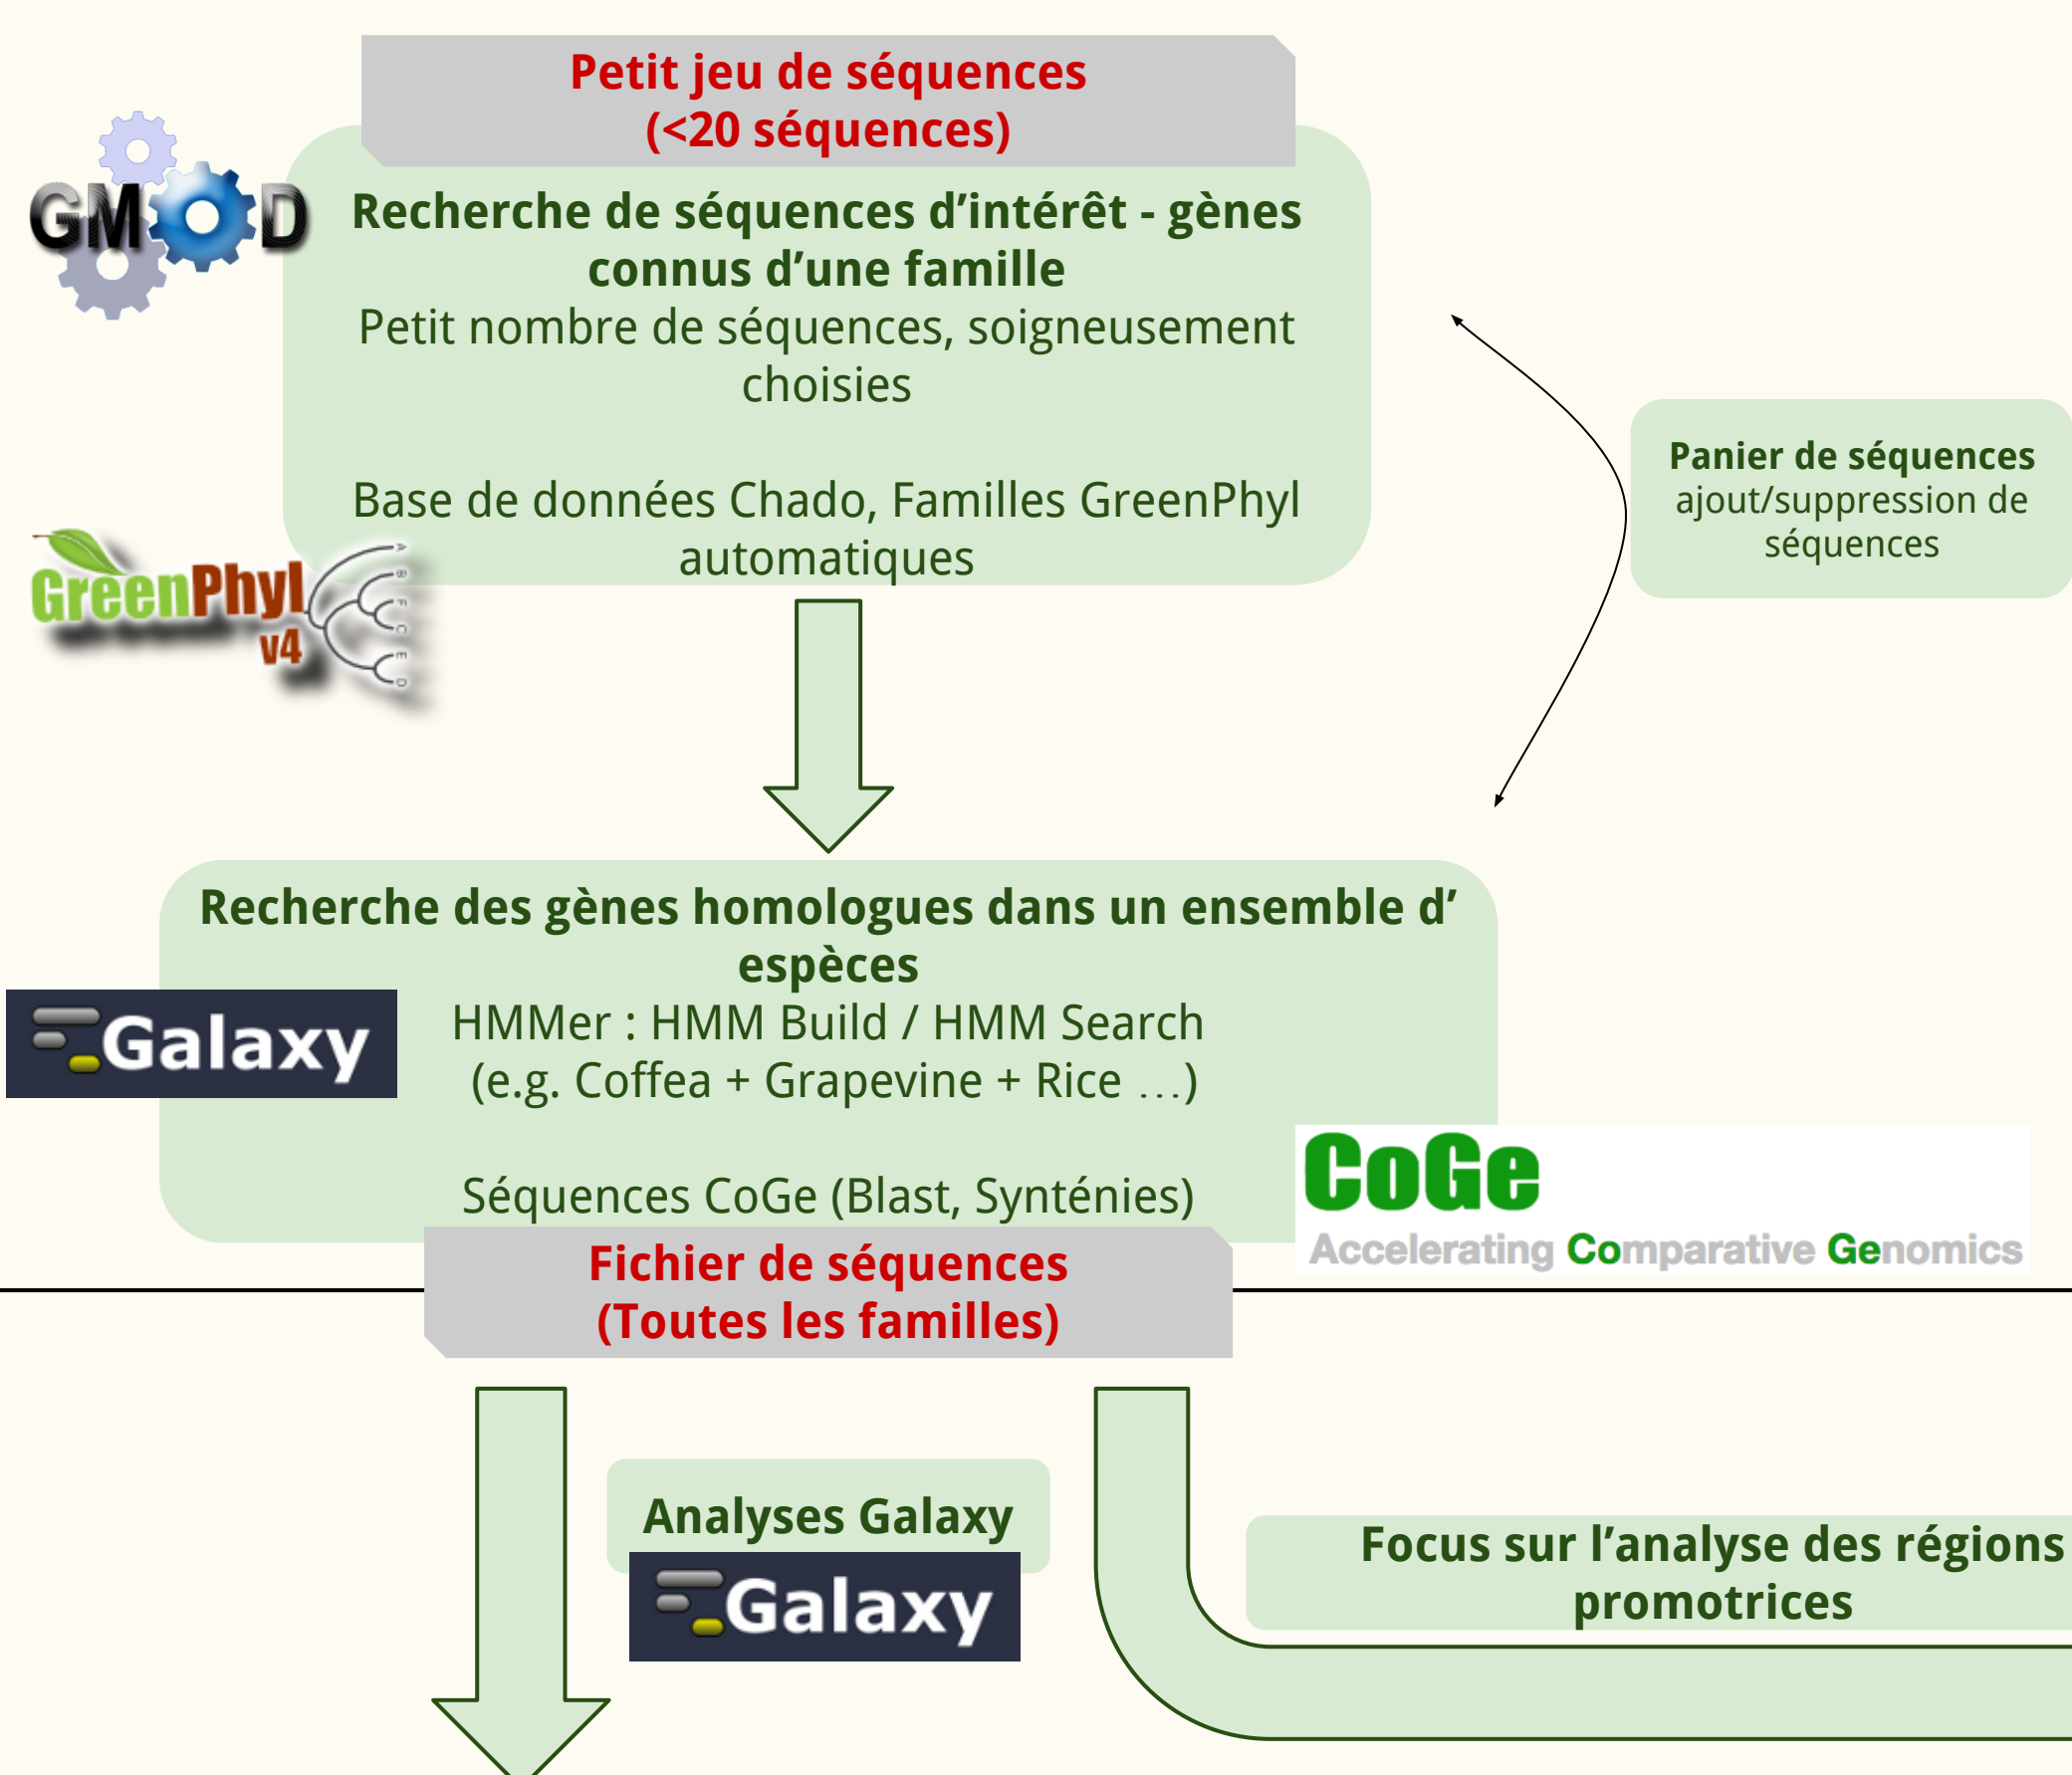 Petit jeu de séquences
(<20 séquences)
GMOD
Recherche de séquences d’intérêt - gènes
connus d’une famille
Petit nombre de séquences, soigneusement
choisies
Panier de séquences
ajout/suppression de
séquences
Base de données Chado, Familles GreenPhyl
automatiques
GreenPhyl
v4
A
B
F
C
E
D
Recherche des gènes homologues dans un ensemble d’
espèces
Galaxy
HMMer : HMM Build / HMM Search
(e.g. Coffea + Grapevine + Rice …)
Séquences CoGe (Blast, Synténies)
CoGe
Accelerating Comparative Genomics
Fichier de séquences
(Toutes les familles)
Analyses Galaxy
Galaxy
Focus sur l’analyse des régions
promotrices